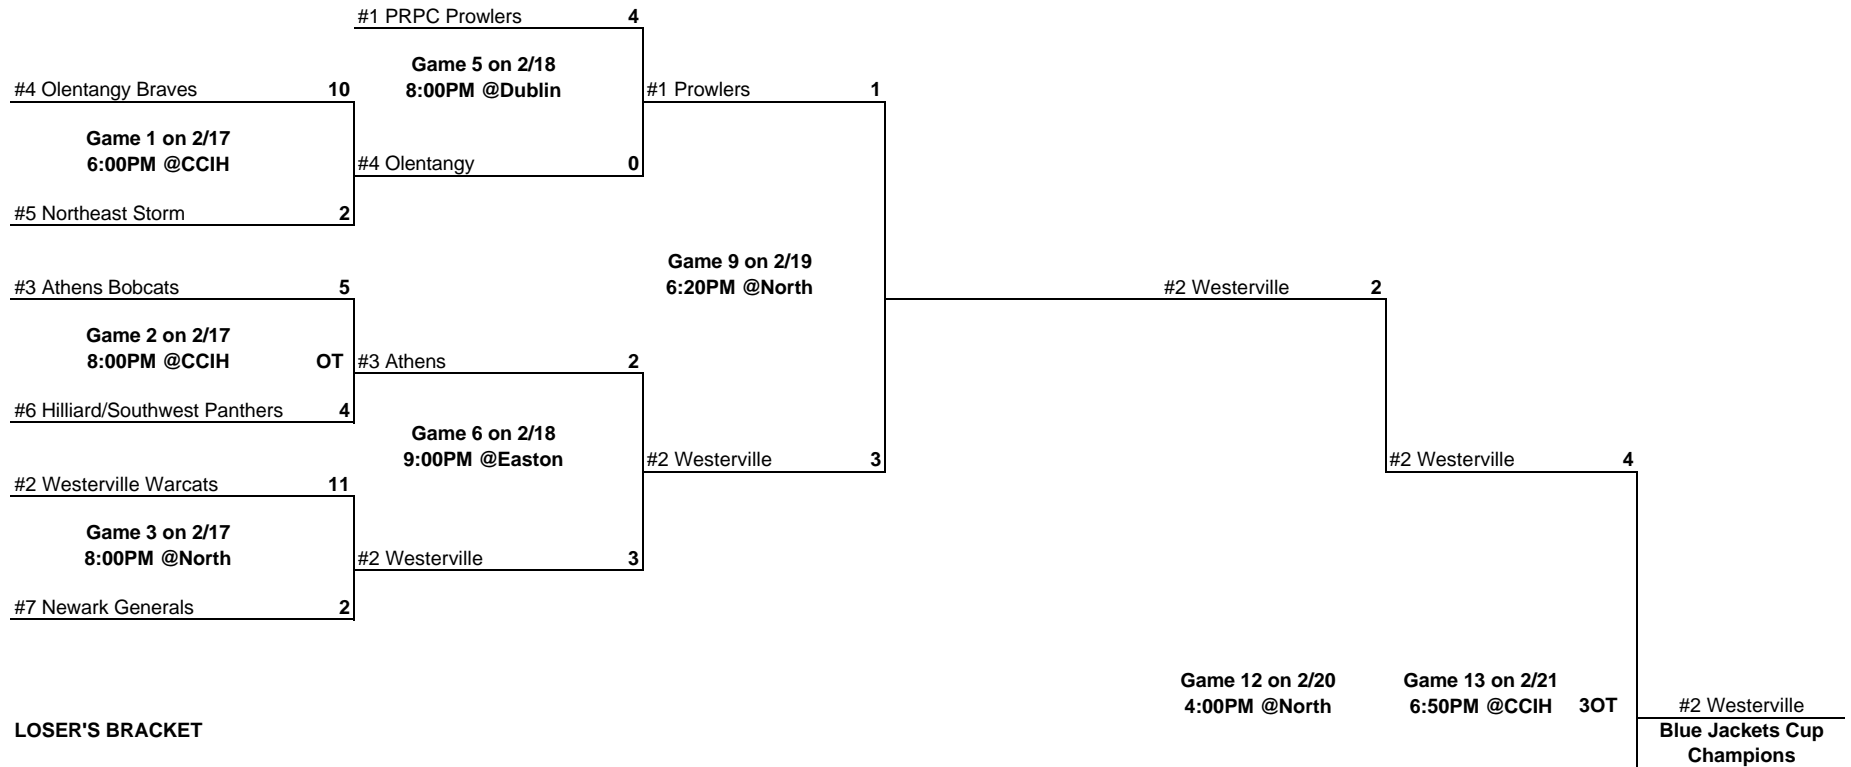 #1 PRPC Prowlers 4
Game 5 on 2/18
#4 Olentangy Braves 10 8:00PM @Dublin #1 Prowlers 1
Game 1 on 2/17
6:00PM @CCIH #4 Olentangy 0
#5 Northeast Storm 2
Game 9 on 2/19
#3 Athens Bobcats 5 6:20PM @North #2 Westerville 2
Game 2 on 2/17
8:00PM @CCIH OT #3 Athens 2
#6 Hilliard/Southwest Panthers 4
Game 6 on 2/18
9:00PM @Easton #2 Westerville 3 #2 Westerville 4
#2 Westerville Warcats 11
Game 3 on 2/17
8:00PM @North #2 Westerville 3
#7 Newark Generals 2
Game 12 on 2/20 Game 13 on 2/21
4:00PM @North 6:50PM @CCIH 3OT #2 Westerville
LOSER'S BRACKET Blue Jackets Cup
Champions